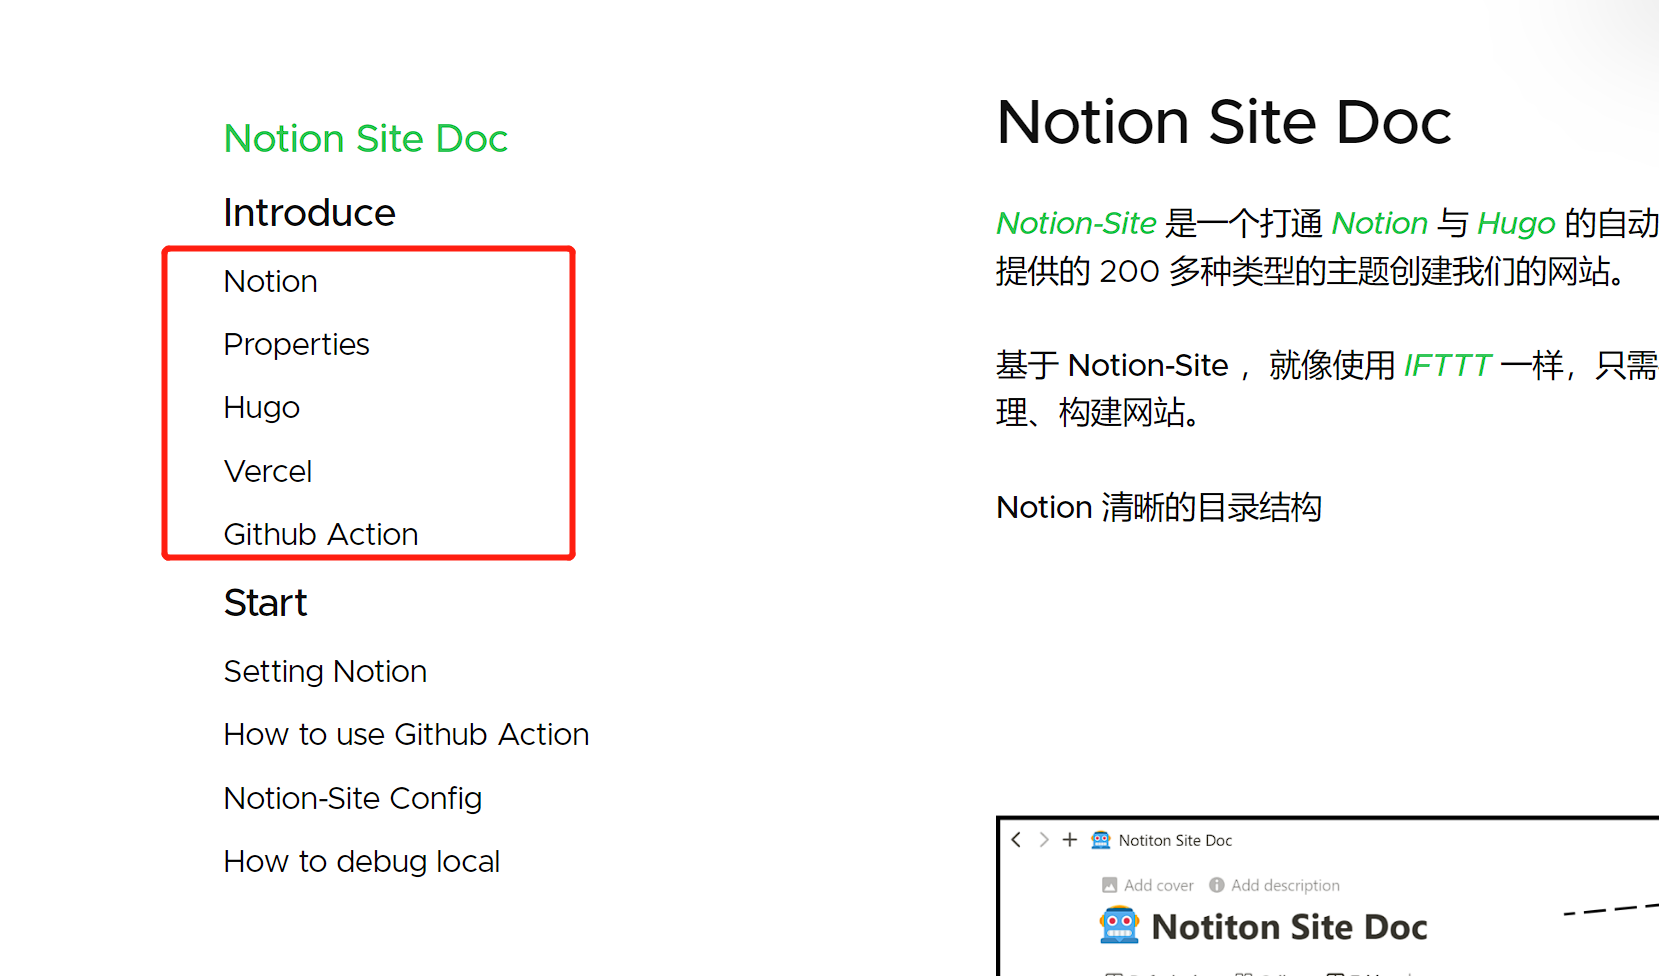 Notion Site Doc
Introduce
Notion
Properties
Hugo
Vercel
Github Action
Start
Setting Notion
How to use Github Action
Notion-Site Config
How to debug local
Notion Site Doc
Notion-Site 是一个打通 Notion 与 Hugo 的自动
提供的 200 多种类型的主题创建我们的网站。
基于 Notion-Site ，就像使用 IFTTT 一样，只需
理、构建网站。
Notion 清晰的目录结构
Notiton Site Doc
Add cover Add description
Notiton Site Doc